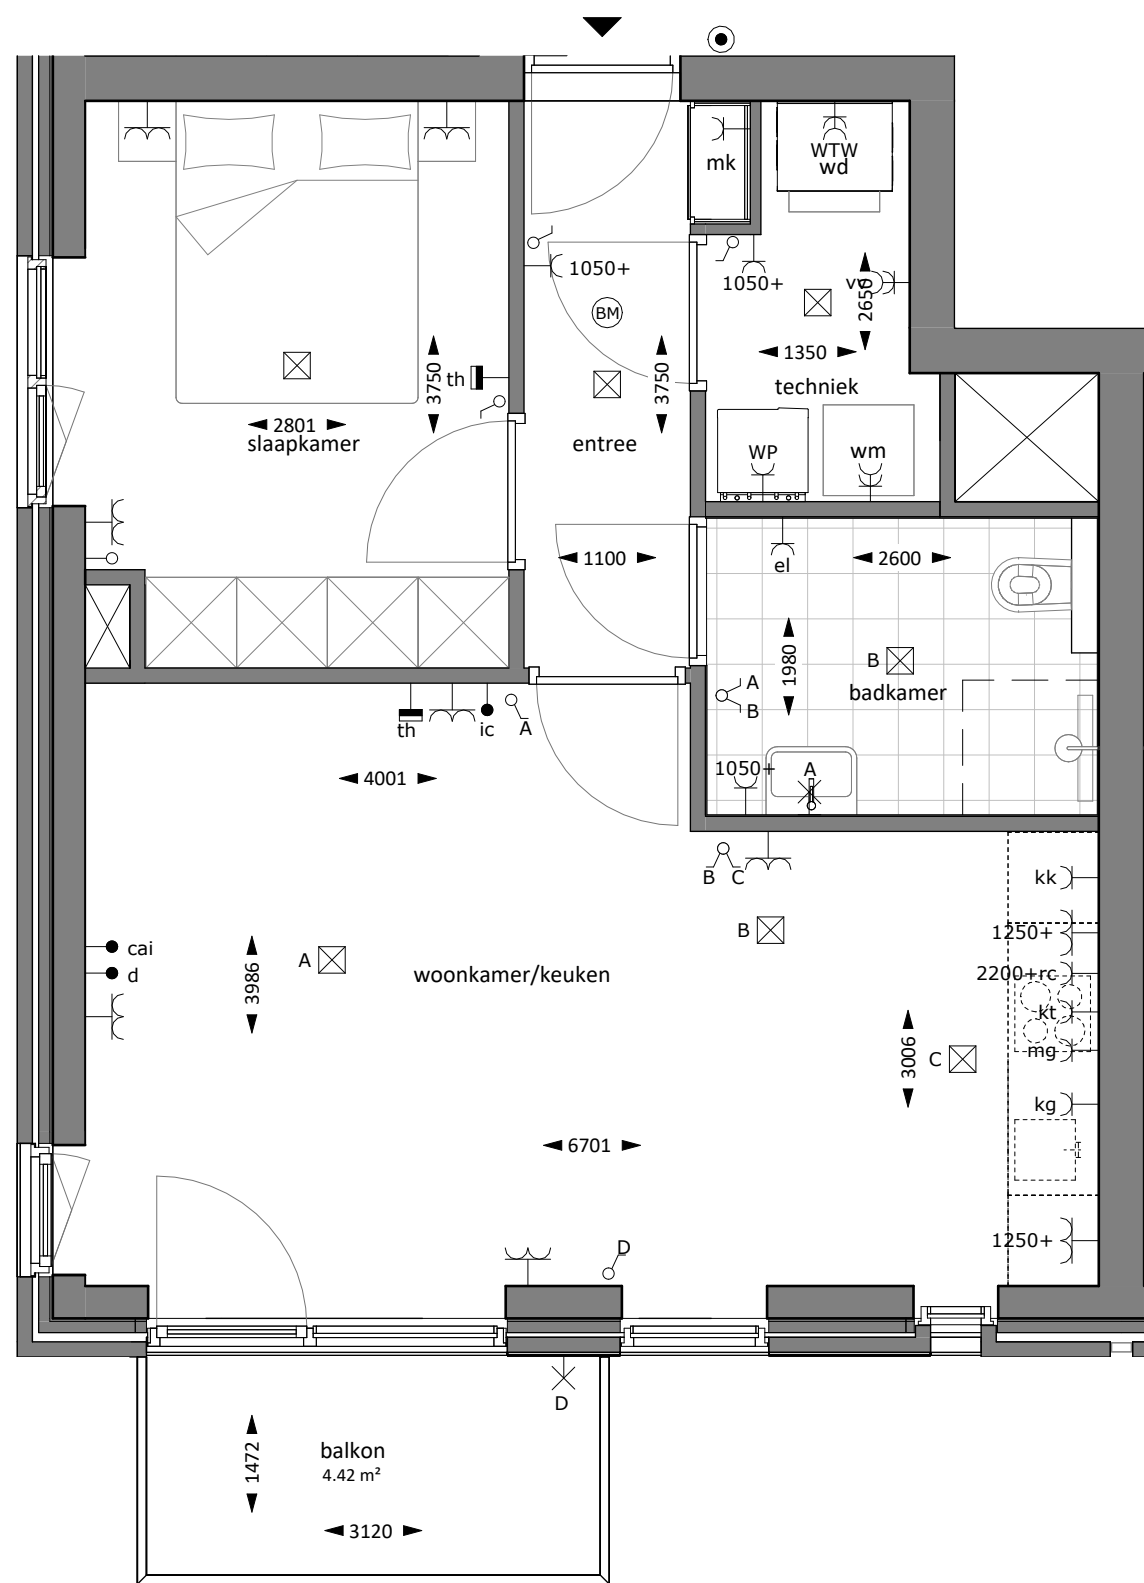 mk
WTW
wd
1050+
1050+
vv
2650
BM
1350
techniek
3750
th
3750
2801
slaapkamer
entree
WP
wm
1100
el
2600
1980
B
badkamer
A
B
th
ic
A
1050+
A
4001
B C
kk
B
1250+
cai
A
woonkamer/keuken
2200+rc
d
3986
kt
mg
3006
C
kg
6701
1250+
D
D
balkon
4.42 m²
1472
3120